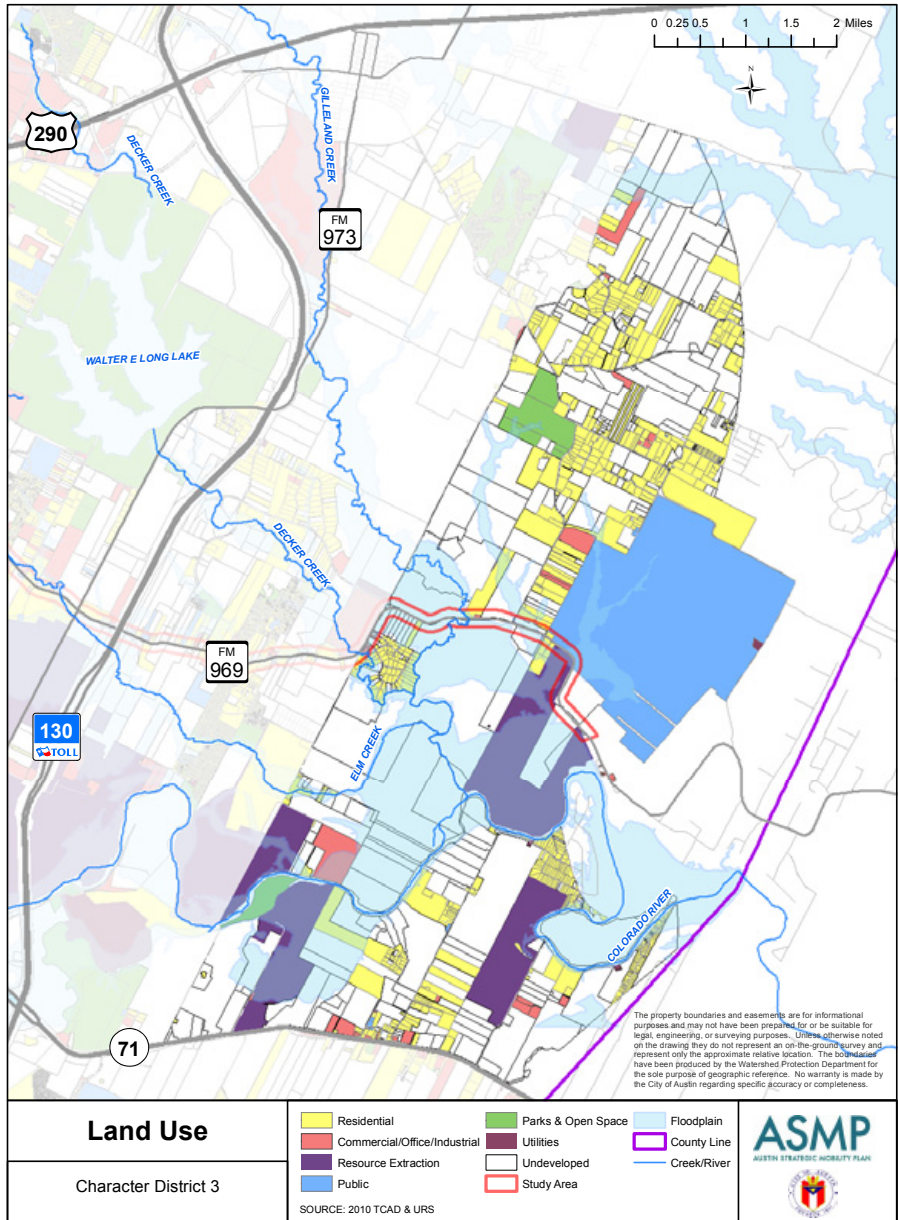 0 0.25 0.5 1 1.5 2 Miles
N
290
DECKER CREEK
GILLELAND CREEK
FM
973
WALTER E LONG LAKE
DECKER CREEK
FM
969
130
TOLL
ELM CREEK
COLORADO RIVER
71
The property boundaries and easements are for informational
purposes and may not have been prepared for or be suitable for
legal, engineering, or surveying purposes. Unless otherwise noted
on the drawing they do not represent an on-the-ground survey and
represent only the approximate relative location. The boundaries
have been produced by the Watershed Protection Department for
the sole purpose of geographic reference. No warranty is made by
the City of Austin regarding specific accuracy or completeness.
Land Use
Character District 3
Residential
Commercial/Office/Industrial
Resource Extraction
Public
Parks & Open Space
Utilities
Undeveloped
Study Area
Floodplain
County Line
Creek/River
SOURCE: 2010 TCAD & URS
ASMP
AUSTIN STRATEGIC MOBILITY PLAN